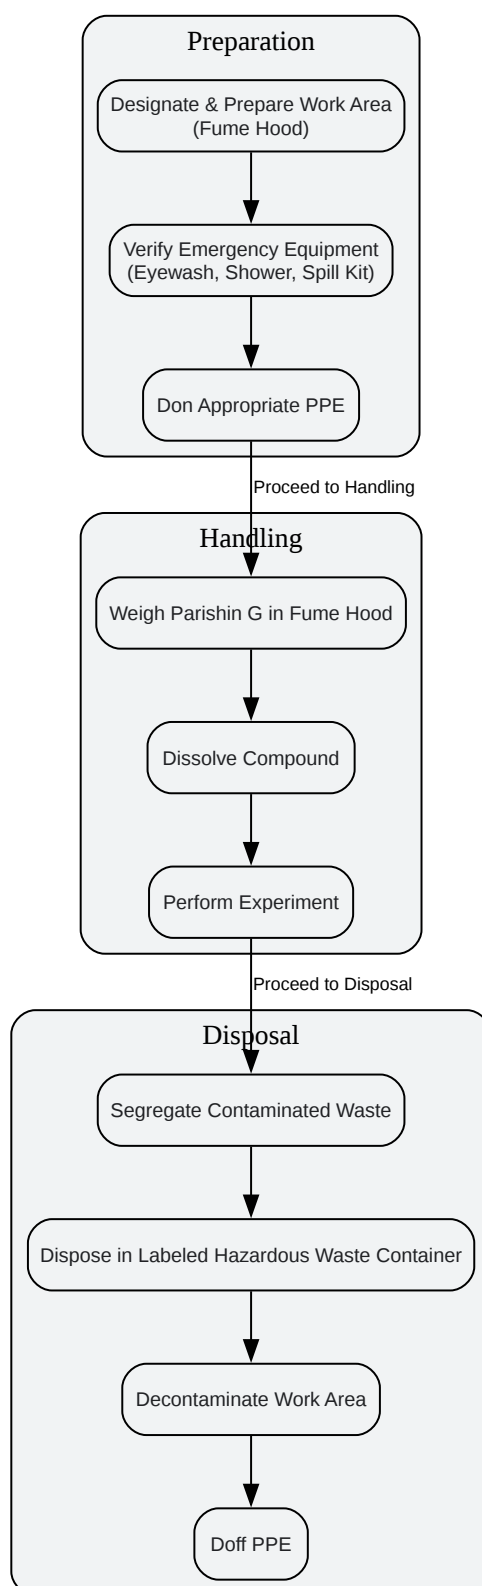 Preparation
Designate & Prepare Work Area
(Fume Hood)
Verify Emergency Equipment
(Eyewash, Shower, Spill Kit)
Don Appropriate PPE
Proceed to Handling
Handling
Weigh Parishin G in Fume Hood
Dissolve Compound
Perform Experiment
Proceed to Disposal
Disposal
Segregate Contaminated Waste
Dispose in Labeled Hazardous Waste Container
Decontaminate Work Area
Doff PPE